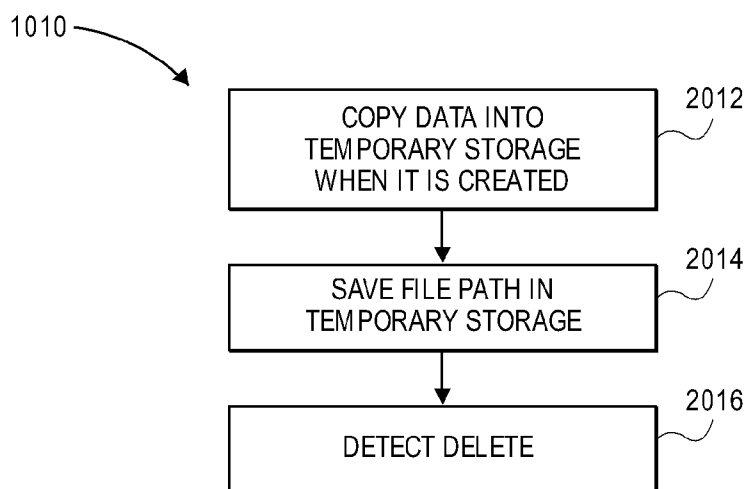 1010
COPY DATA INTO
TEMPORARY STORAGE
WHEN IT IS CREATED
2012
SAVE FILE PATH IN
TEMPORARY STORAGE
2014
DETECT DELETE
2016